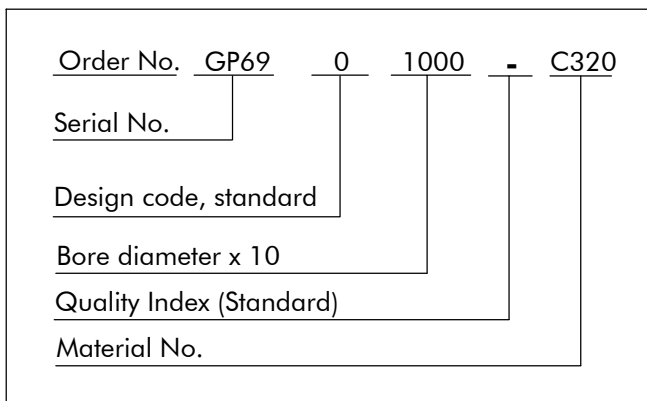 Order No. GP69 0 1000 - C320
Serial No.
Design code, standard
Bore diameter x 10
Quality Index (Standard)
Material No.